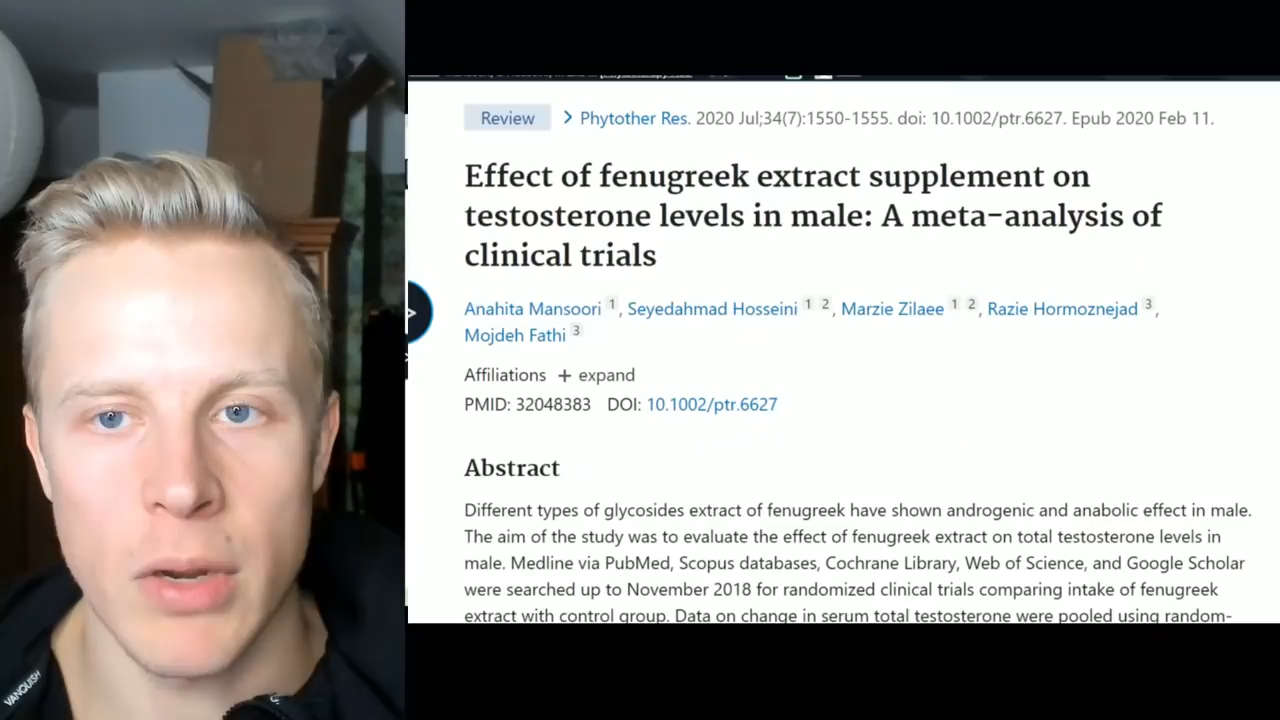 Review > Phytother Res. 2020 Jul;34(7):1550-1555. doi: 10.1002/ptr.6627. Epub 2020 Feb 11.
Effect of fenugreek extract supplement on
testosterone levels in male: A meta-analysis of
clinical trials
Anahita Mansoori 1, Seyedahmad Hosseini 1 2, Marzie Zilaee 1 2, Razie Hormoznejad 3,
Mojdeh Fathi 3
Affiliations + expand
PMID: 32048383 DOI: 10.1002/ptr.6627
Abstract
Different types of glycosides extract of fenugreek have shown androgenic and anabolic effect in male.
The aim of the study was to evaluate the effect of fenugreek extract on total testosterone levels in
male. Medline via PubMed, Scopus databases, Cochrane Library, Web of Science, and Google Scholar
were searched up to November 2018 for randomized clinical trials comparing intake of fenugreek
extract with control group. Data on change in serum total testosterone were pooled using random-
VANQUISH